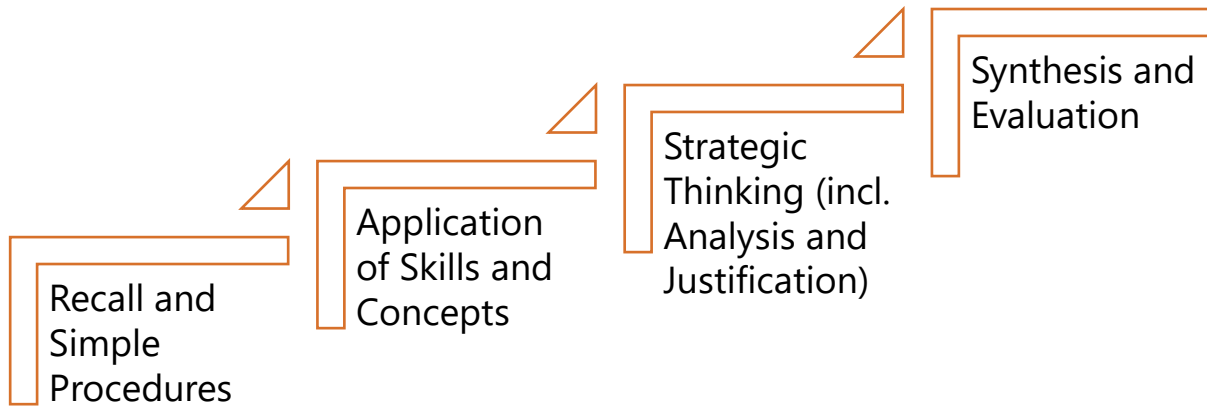 Recall and
Simple
Procedures
Application
of Skills and
Concepts
Strategic
Thinking (incl.
Analysis and
Justification)
Synthesis and
Evaluation